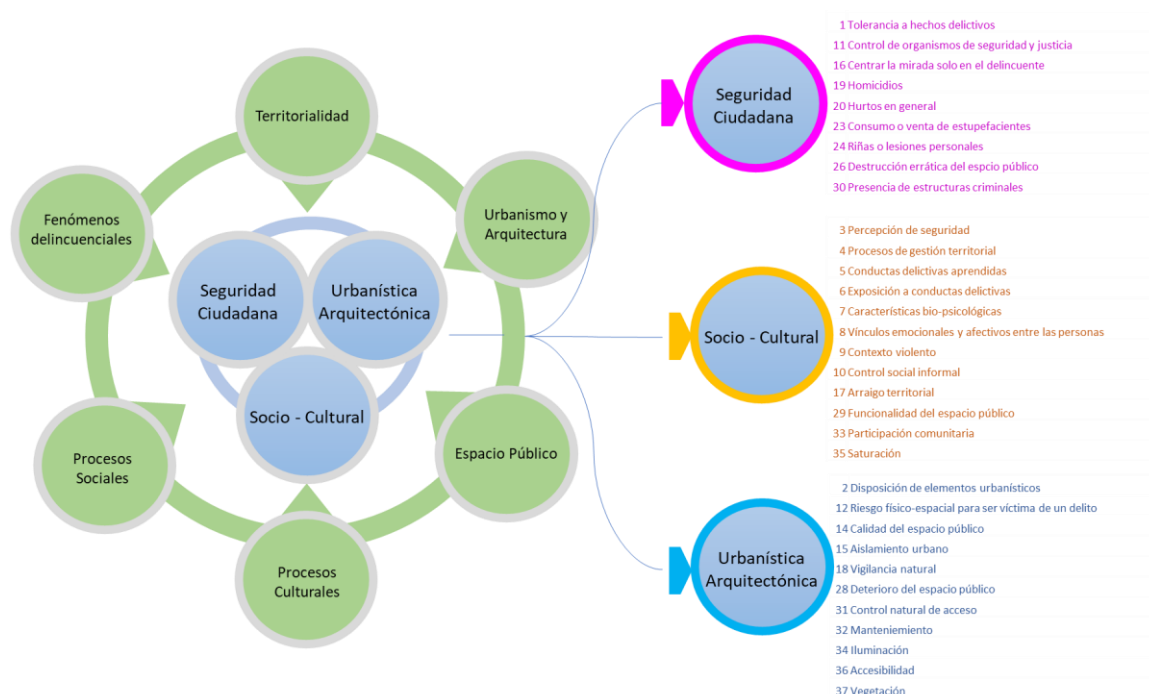 Territorialidad
Fenómenos
delincuenciales
Urbanismo y
Arquitectura
Seguridad
Ciudadana
Urbanística
Arquitectónica
Socio - Cultural
Procesos
Sociales
Espacio Público
Procesos
Culturales
Seguridad
Ciudadana
1 Tolerancia a hechos delictivos
11 Control de organismos de seguridad y justicia
16 Centrar la mirada solo en el delincuente
19 Homicidios
20 Hurtos en general
23 Consumo o venta de estupefacientes
24 Riñas o lesiones personales
26 Destrucción errática del espcio público
30 Presencia de estructuras criminales
Socio - Cultural
3 Percepción de seguridad
4 Procesos de gestión territorial
5 Conductas delictivas aprendidas
6 Exposición a conductas delictivas
7 Características bio-psicológicas
8 Vínculos emocionales y afectivos entre las personas
9 Contexto violento
10 Control social informal
17 Arraigo territorial
29 Funcionalidad del espacio público
33 Participación comunitaria
35 Saturación
Urbanística
Arquitectónica
2 Disposición de elementos urbanísticos
12 Riesgo físico-espacial para ser víctima de un delito
14 Calidad del espacio público
15 Aislamiento urbano
18 Vigilancia natural
28 Deterioro del espacio público
31 Control natural de acceso
32 Manteniemiento
34 Iluminación
36 Accesibilidad
37 Vegetación